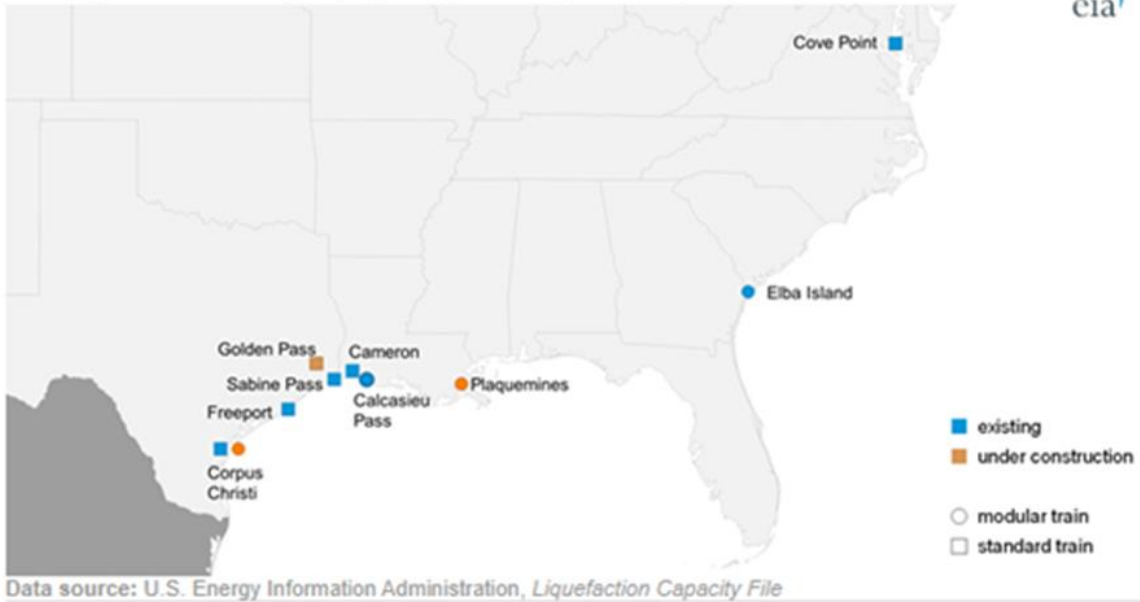 eia
Cove Point
Elba Island
Golden Pass
Cameron
Sabine Pass
Plaquemines
Calcasieu
Pass
Freeport
Corpus
Christi
existing
under construction
modular train
standard train
Data source: U.S. Energy Information Administration, Liquefaction Capacity File